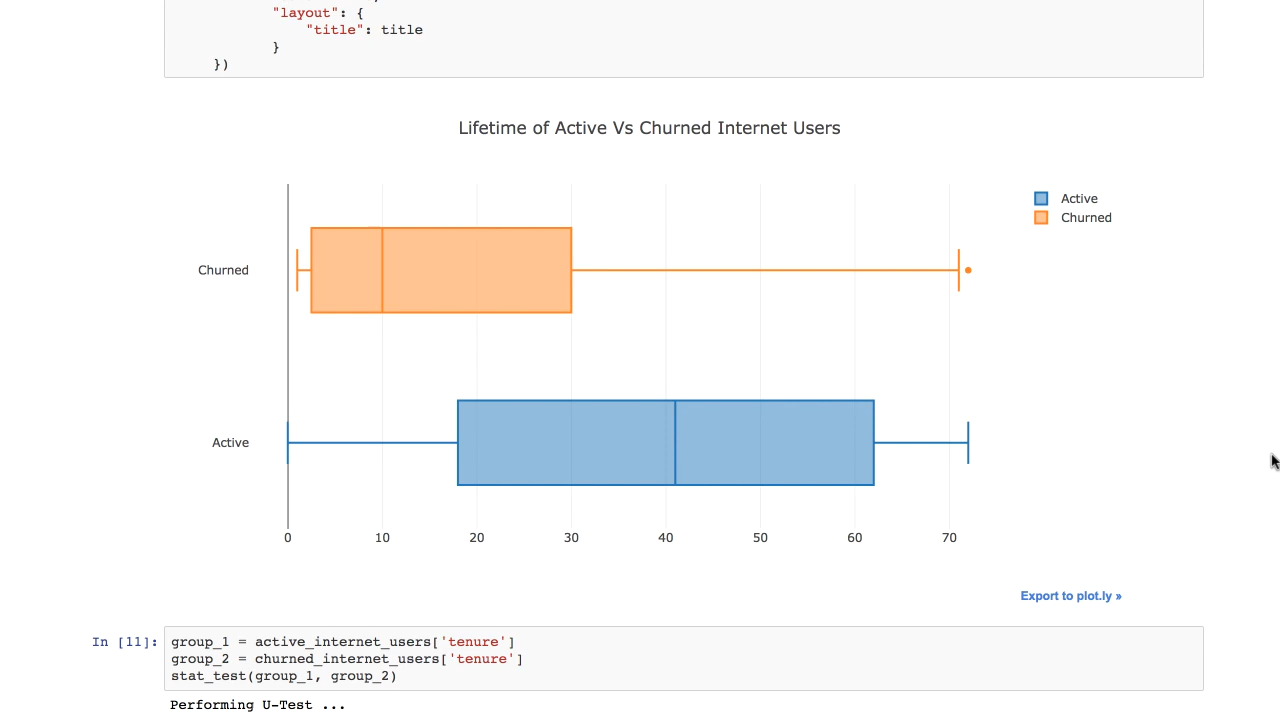 "layout": {
"title": title
}
})
Lifetime of Active Vs Churned Internet Users
Active
Churned
Churned
Active
0 10 20 30 40 50 60 70
Export to plot.ly »
In [11]: group_1 = active_internet_users['tenure']
group_2 = churned_internet_users['tenure']
stat_test(group_1, group_2)
Performing U-Test ...